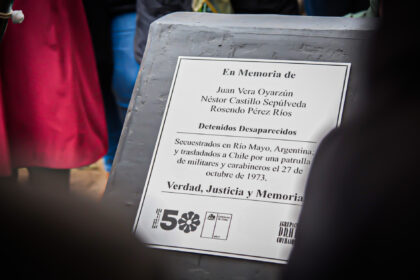 En Memoria de
Juan Vera Oyarzún
Néstor Castillo Sepúlveda
Rosendo Pérez Ríos
Detenidos Desaparecidos
Secuestrados en Río Mayo, Argentina
y trasladados a Chile por una patrulla
de militares y carabineros el 27 de
octubre de 1973.
Verdad, Justicia y Memoria
50